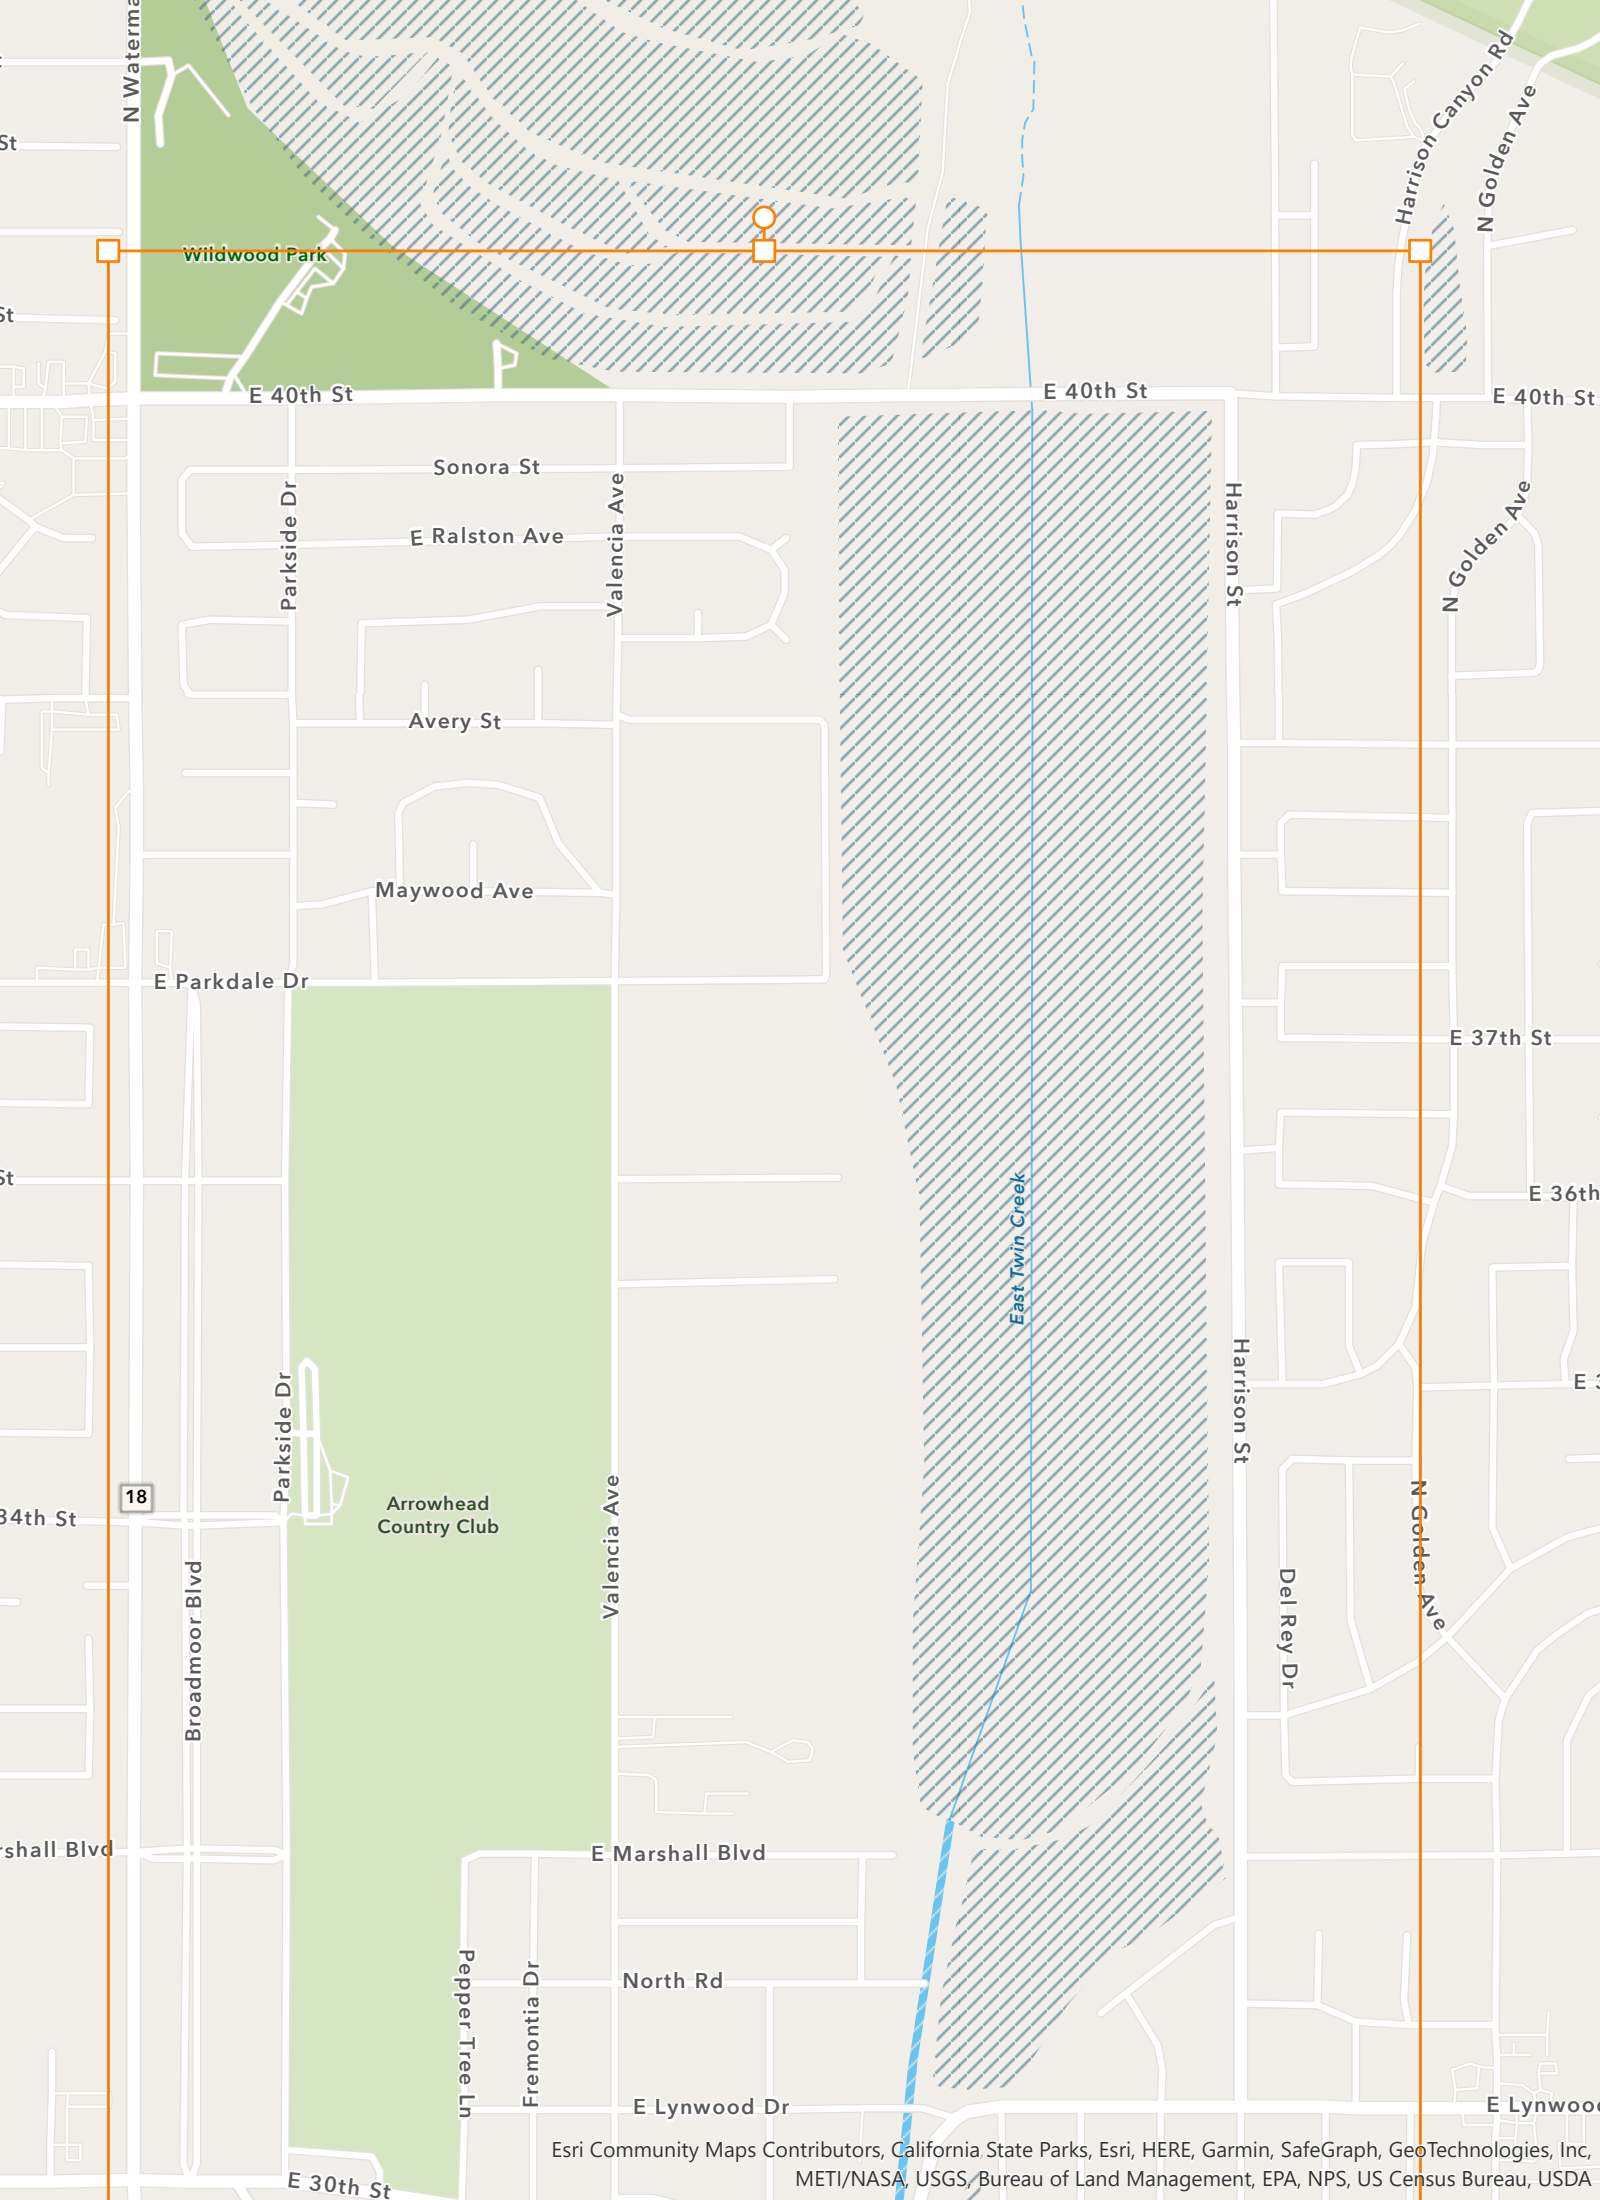 N Waterma
Harrison Canyon Rd
N Golden Ave
St
Wildwood Park
St
E 40th St
E 40th St
E 40th St
Sonora St
Parkside Dr
Valencia Ave
Harrison St
E Ralston Ave
N Golden Ave
Avery St
Maywood Ave
E Parkdale Dr
E 37th St
St
E 36th
East Twin Creek
Harrison St
Parkside Dr
E 3
18
34th St
Arrowhead
Country Club
Valencia Ave
N Golden Ave
Broadmoor Blvd
Del Rey Dr
rshall Blvd
E Marshall Blvd
Pepper Tree Ln
Fremontia Dr
North Rd
E Lynwood Dr
E Lynwood
E 30th St
Esri Community Maps Contributors, California State Parks, Esri, HERE, Garmin, SafeGraph, GeoTechnologies, Inc,
METI/NASA, USGS, Bureau of Land Management, EPA, NPS, US Census Bureau, USDA